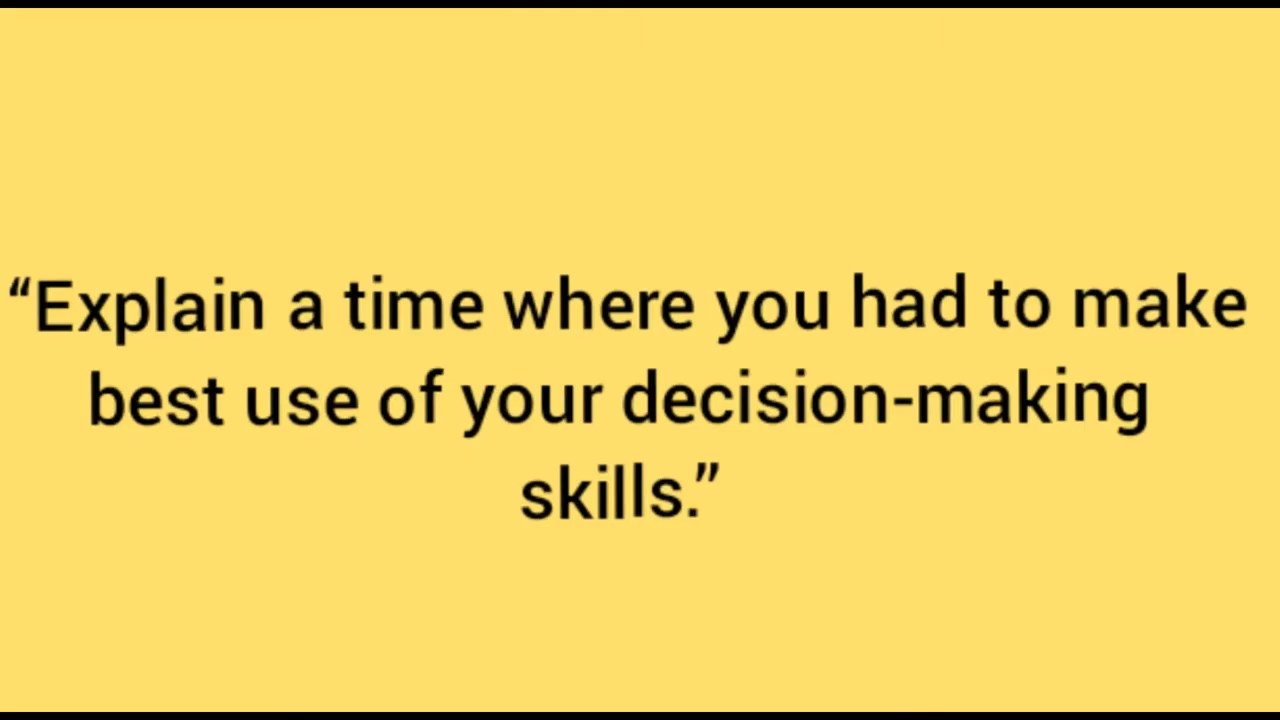 “Explain a time where you had to make
best use of your decision-making
skills.”